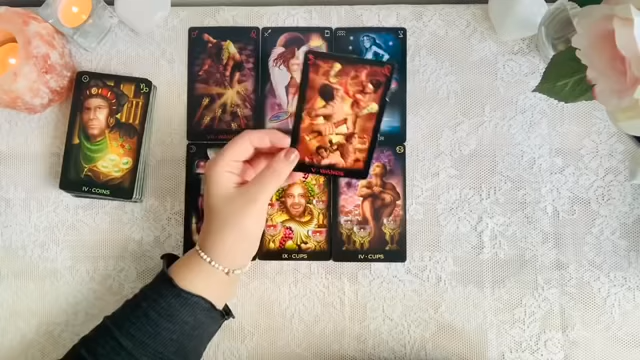 IV • COINS
V • WANDS
IX • CUPS
IV • CUPS